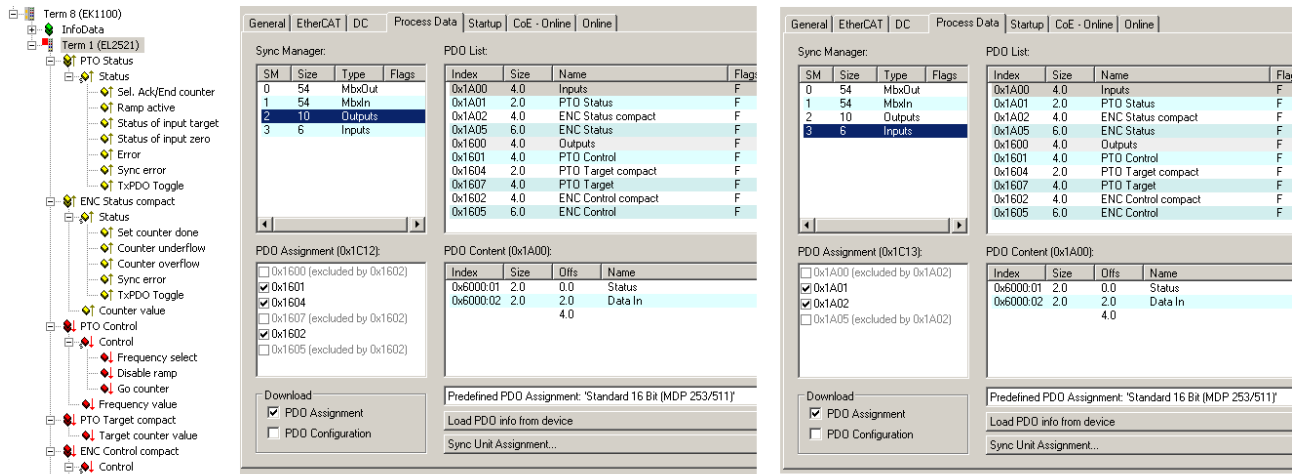 Term 8 (EK1100)
InfoData
Term 1 (EL2521)
PTO Status
Status
Sel. Ack/End counter
Ramp active
Status of input target
Status of input zero
Error
Sync error
TxPDO Toggle
ENC Status compact
Status
Set counter done
Counter underflow
Counter overflow
Sync error
TxPDO Toggle
Counter value
PTO Control
Control
Frequency select
Disable ramp
Go counter
Frequency value
PTO Target compact
Target counter value
ENC Control compact
Control
General EtherCAT DC Process Data Startup CoE - Online Online
Sync Manager:
SM Size Type Flags
0 54 MbxOut
1 54 MbxIn
2 10 Outputs
3 6 Inputs
PDO List:
Index Size Name Flags
0x1A00 4.0 Inputs F
0x1A01 2.0 PTO Status F
0x1A02 4.0 ENC Status compact F
0x1A05 6.0 ENC Status F
0x1600 4.0 Outputs F
0x1601 4.0 PTO Control F
0x1604 2.0 PTO Target compact F
0x1607 4.0 PTO Target F
0x1602 4.0 ENC Control compact F
0x1605 6.0 ENC Control F
PDO Assignment (0x1C12):
0x1600 (excluded by 0x1602)
0x1601
0x1604
0x1607 (excluded by 0x1602)
0x1602
0x1605 (excluded by 0x1602)
PDO Content (0x1A00):
Index Size Offs Name
0x6000:01 2.0 0.0 Status
0x6000:02 2.0 2.0 Data In
4.0
Download
PDO Assignment
PDO Configuration
Predefined PDO Assignment: 'Standard 16 Bit (MDP 253/511)'
Load PDO info from device
Sync Unit Assignment...
General EtherCAT DC Process Data Startup CoE - Online Online
Sync Manager:
SM Size Type Flags
0 54 MbxOut
1 54 MbxIn
2 10 Outputs
3 6 Inputs
PDO List:
Index Size Name Fla
0x1A00 4.0 Inputs F
0x1A01 2.0 PTO Status F
0x1A02 4.0 ENC Status compact F
0x1A05 6.0 ENC Status F
0x1600 4.0 Outputs F
0x1601 4.0 PTO Control F
0x1604 2.0 PTO Target compact F
0x1607 4.0 PTO Target F
0x1602 4.0 ENC Control compact F
0x1605 6.0 ENC Control F
PDO Assignment (0x1C13):
0x1A00 (excluded by 0x1A02)
0x1A01
0x1A02
0x1A05 (excluded by 0x1A02)
PDO Content (0x1A00):
Index Size Offs Name
0x6000:01 2.0 0.0 Status
0x6000:02 2.0 2.0 Data In
4.0
Download
PDO Assignment
PDO Configuration
Predefined PDO Assignment: 'Standard 16 Bit (MDP 253/511)'
Load PDO info from device
Sync Unit Assignment...